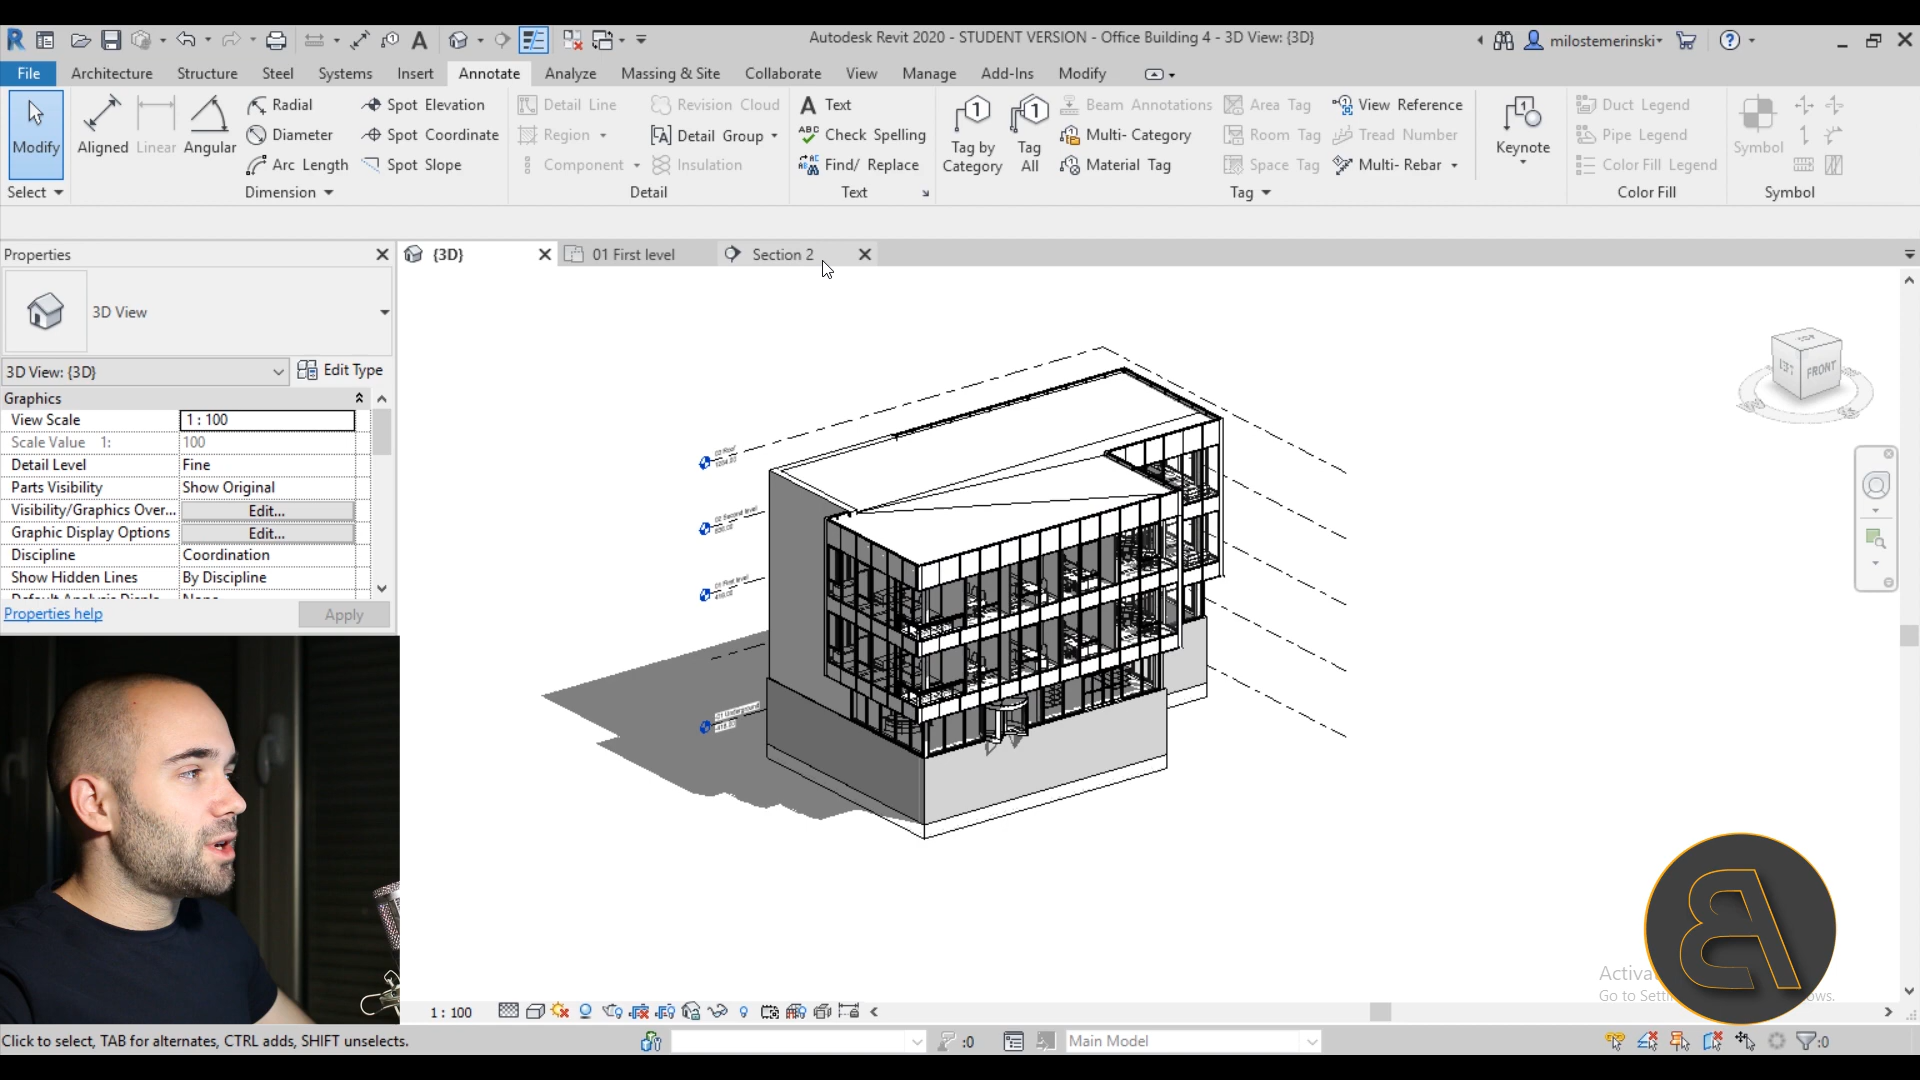 Autodesk Revit 2020 - STUDENT VERSION - Office Building 4 - 3D View: {3D}
milostemerinski
File Architecture Structure Steel Systems Insert Annotate Analyze Massing & Site Collaborate View Manage Add-Ins Modify
Modify
Aligned
Linear
Angular
Radial
Diameter
Arc Length
Spot Elevation
Spot Coordinate
Spot Slope
Detail Line
Region
Component
Revision Cloud
Detail Group
Insulation
Text
Check Spelling
Find/ Replace
Tag by
Category
Tag
All
Beam Annotations
Multi- Category
Material Tag
Area Tag
Room Tag
Space Tag
View Reference
Tread Number
Multi- Rebar
Keynote
Duct Legend
Pipe Legend
Color Fill Legend
Symbol
Select Dimension Detail Text Tag Color Fill Symbol
Properties
{3D} 01 First level Section 2
3D View
3D View: {3D} Edit Type
Graphics
View Scale 1 : 100
Scale Value 1: 100
Detail Level Fine
Parts Visibility Show Original
Visibility/Graphics Over... Edit...
Graphic Display Options Edit...
Discipline Coordination
Show Hidden Lines By Discipline
Properties help Apply
FRONT
1 : 100
Click to select, TAB for alternates, CTRL adds, SHIFT unselects.
:0
Main Model
:0